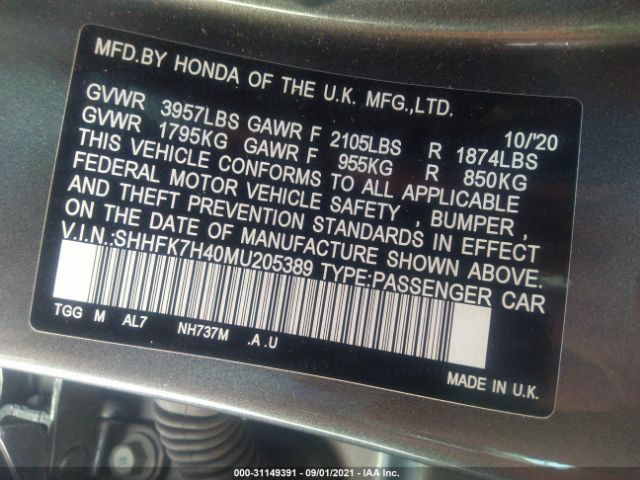 MFD.BY HONDA OF THE U.K. MFG.,LTD.
10/'20
GVWR 3957LBS GAWR F 2105LBS R 1874LBS
GVWR 1795KG GAWR F 955KG R 850KG
THIS VEHICLE CONFORMS TO ALL APPLICABLE
FEDERAL MOTOR VEHICLE SAFETY , BUMPER ,
AND THEFT PREVENTION STANDARDS IN EFFECT
ON THE DATE OF MANUFACTURE SHOWN ABOVE.
V.I.N.:SHHFK7H40MU205389 TYPE:PASSENGER CAR
TGG M AL7 NH737M .A.U
MADE IN U.K.
000-31149391 - 09/01/2021 - IAA Inc.